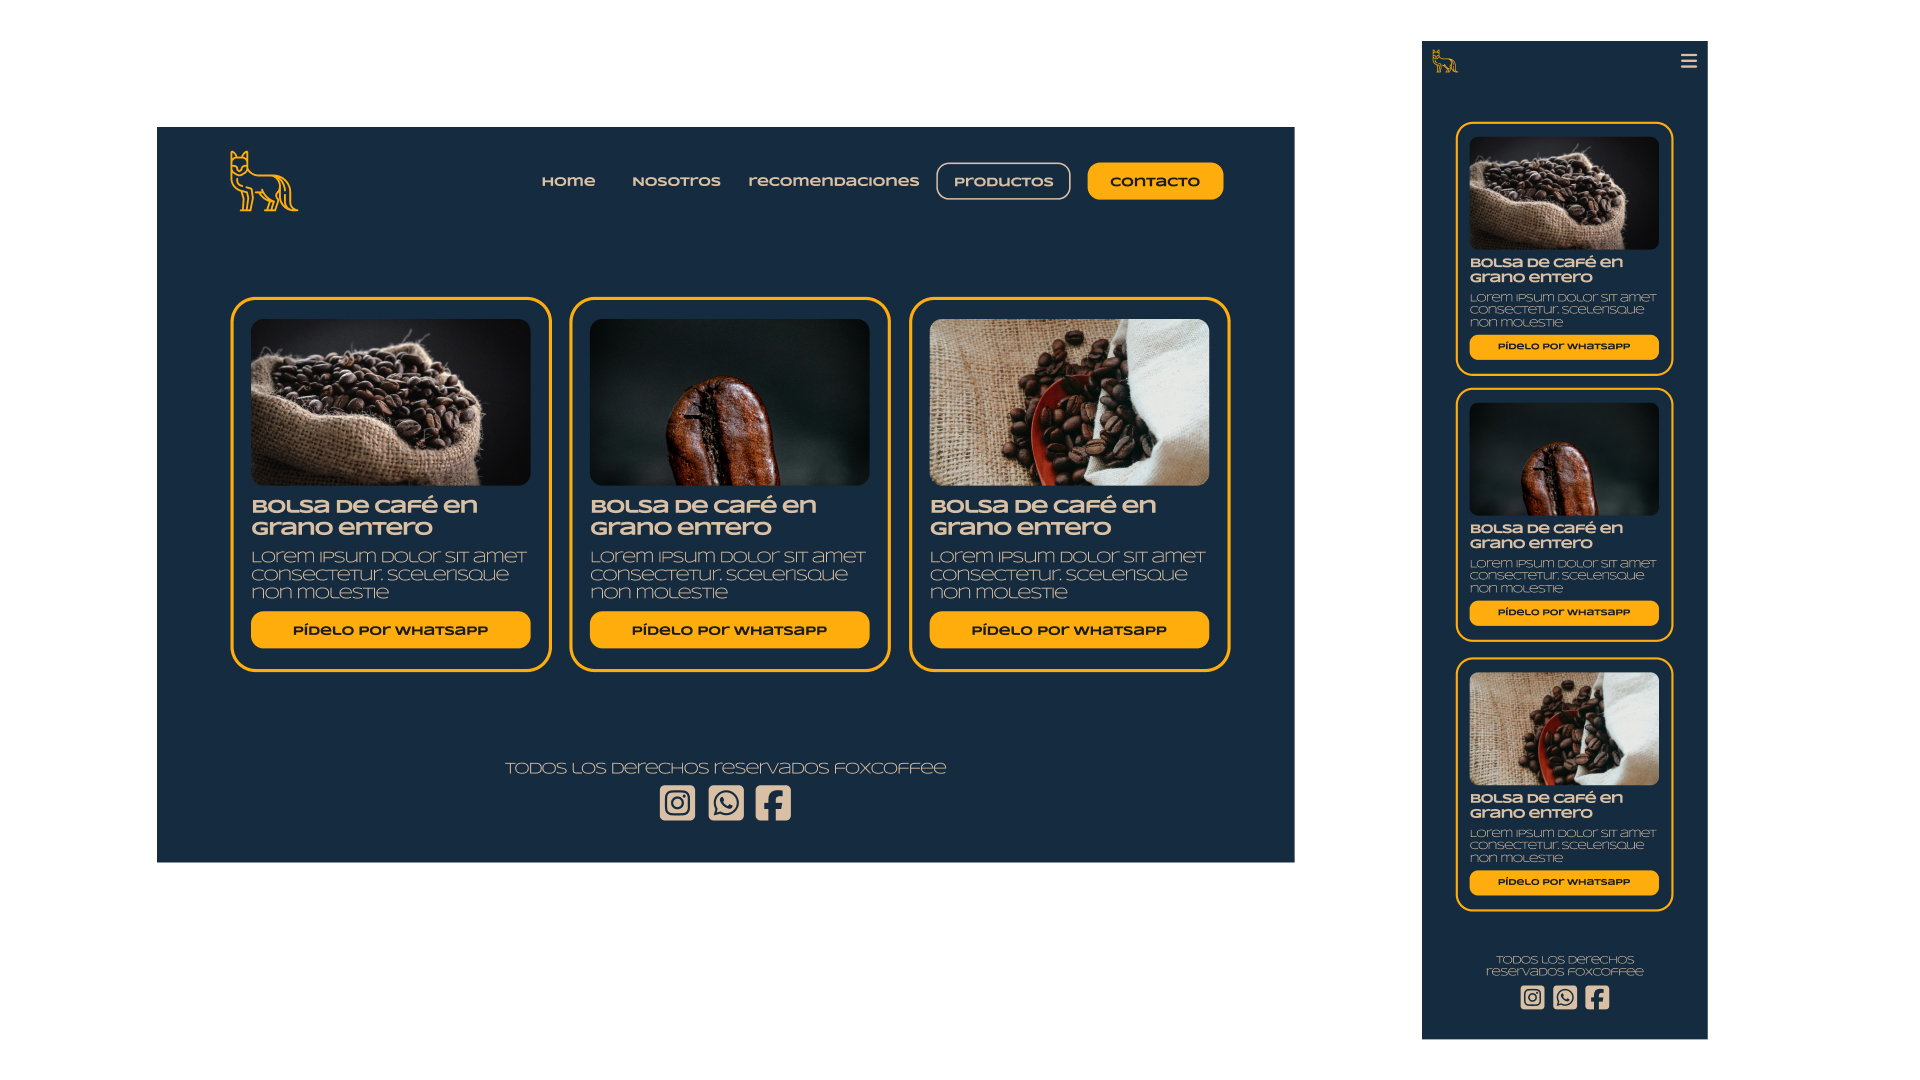 Home Nosotros recomendaciones Productos contacto
Bolsa de café en
grano entero
Lorem ipsum dolor sit amet
consectetur. Scelerisque
non molestie
Pídelo por whatsapp
Bolsa de café en
grano entero
Lorem ipsum dolor sit amet
consectetur. Scelerisque
non molestie
Pídelo por whatsapp
Bolsa de café en
grano entero
Lorem ipsum dolor sit amet
consectetur. Scelerisque
non molestie
Pídelo por whatsapp
Todos los derechos reservados foxcoffee
Bolsa de café en
grano entero
Lorem ipsum dolor sit amet
consectetur. Scelerisque
non molestie
Pídelo por whatsapp
Bolsa de café en
grano entero
Lorem ipsum dolor sit amet
consectetur. Scelerisque
non molestie
Pídelo por whatsapp
Bolsa de café en
grano entero
Lorem ipsum dolor sit amet
consectetur. Scelerisque
non molestie
Pídelo por whatsapp
Todos los derechos
reservados foxcoffee